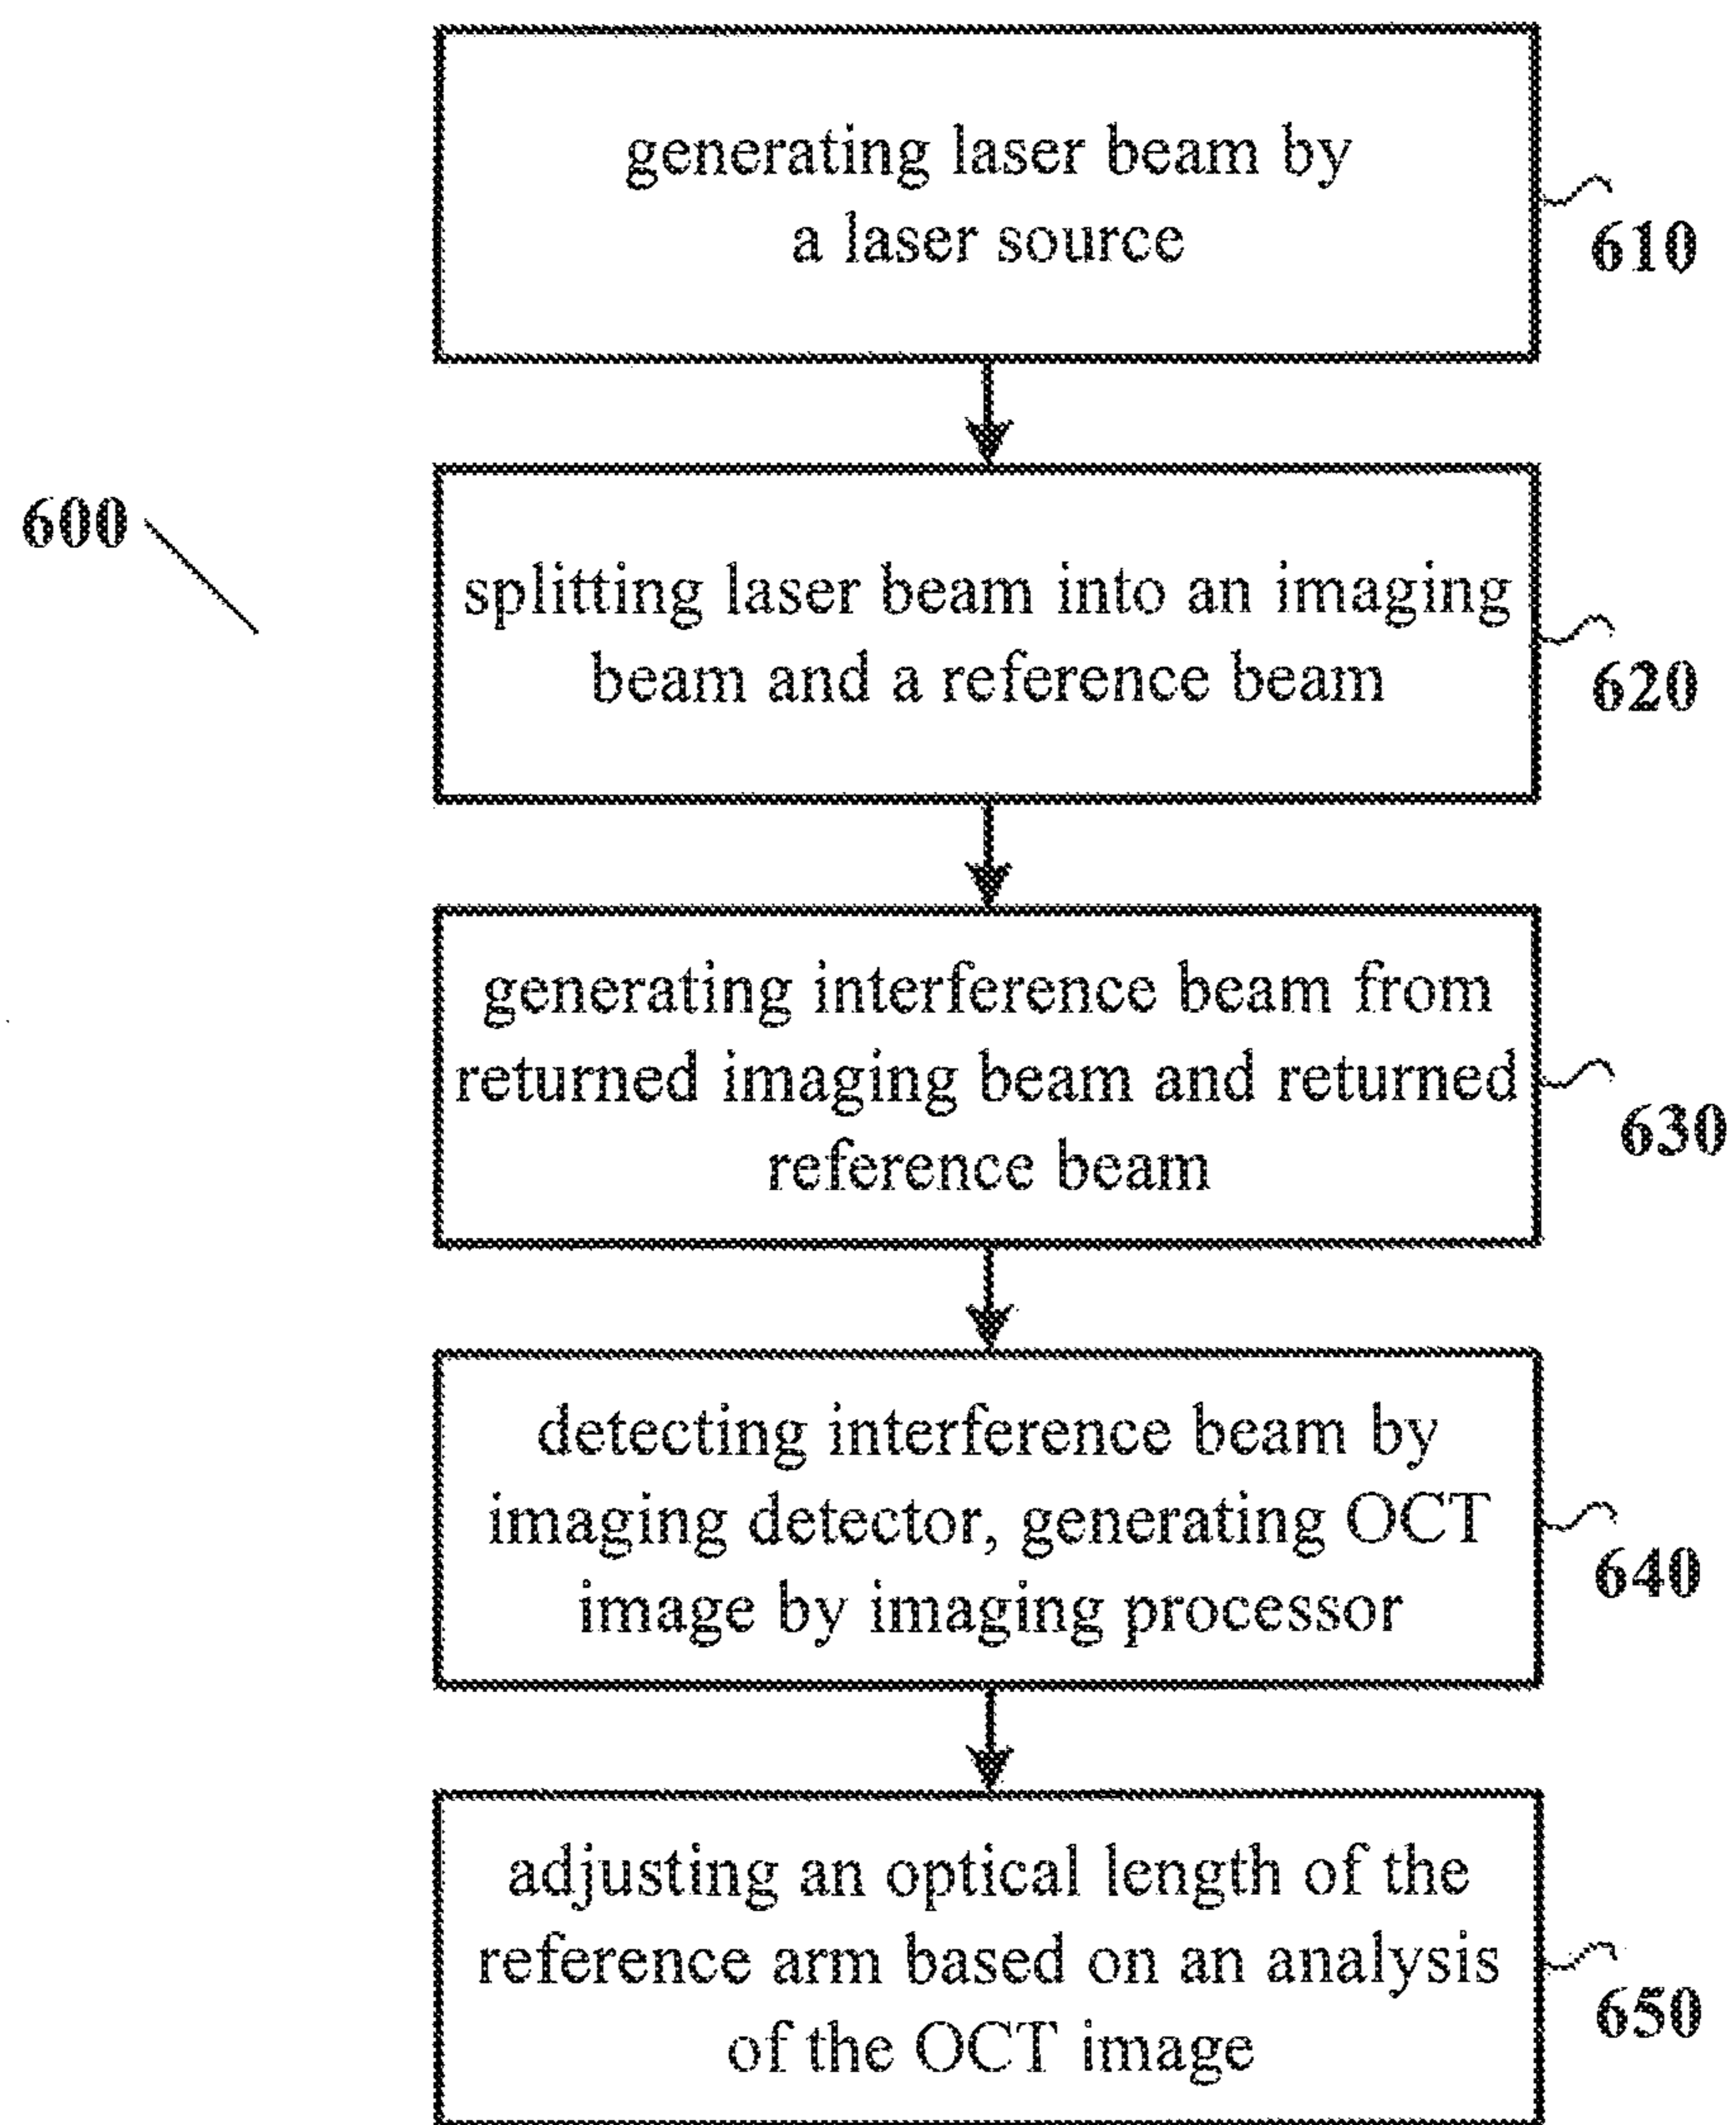 generating laser beam by
a laser source
610
600
splitting laser beam into an imaging
beam and a reference beam
620
generating interference beam from
returned imaging beam and returned
reference beam
630
detecting interference beam by
imaging detector, generating OCT
image by imaging processor
640
adjusting an optical length of the
reference arm based on an analysis
of the OCT image
650